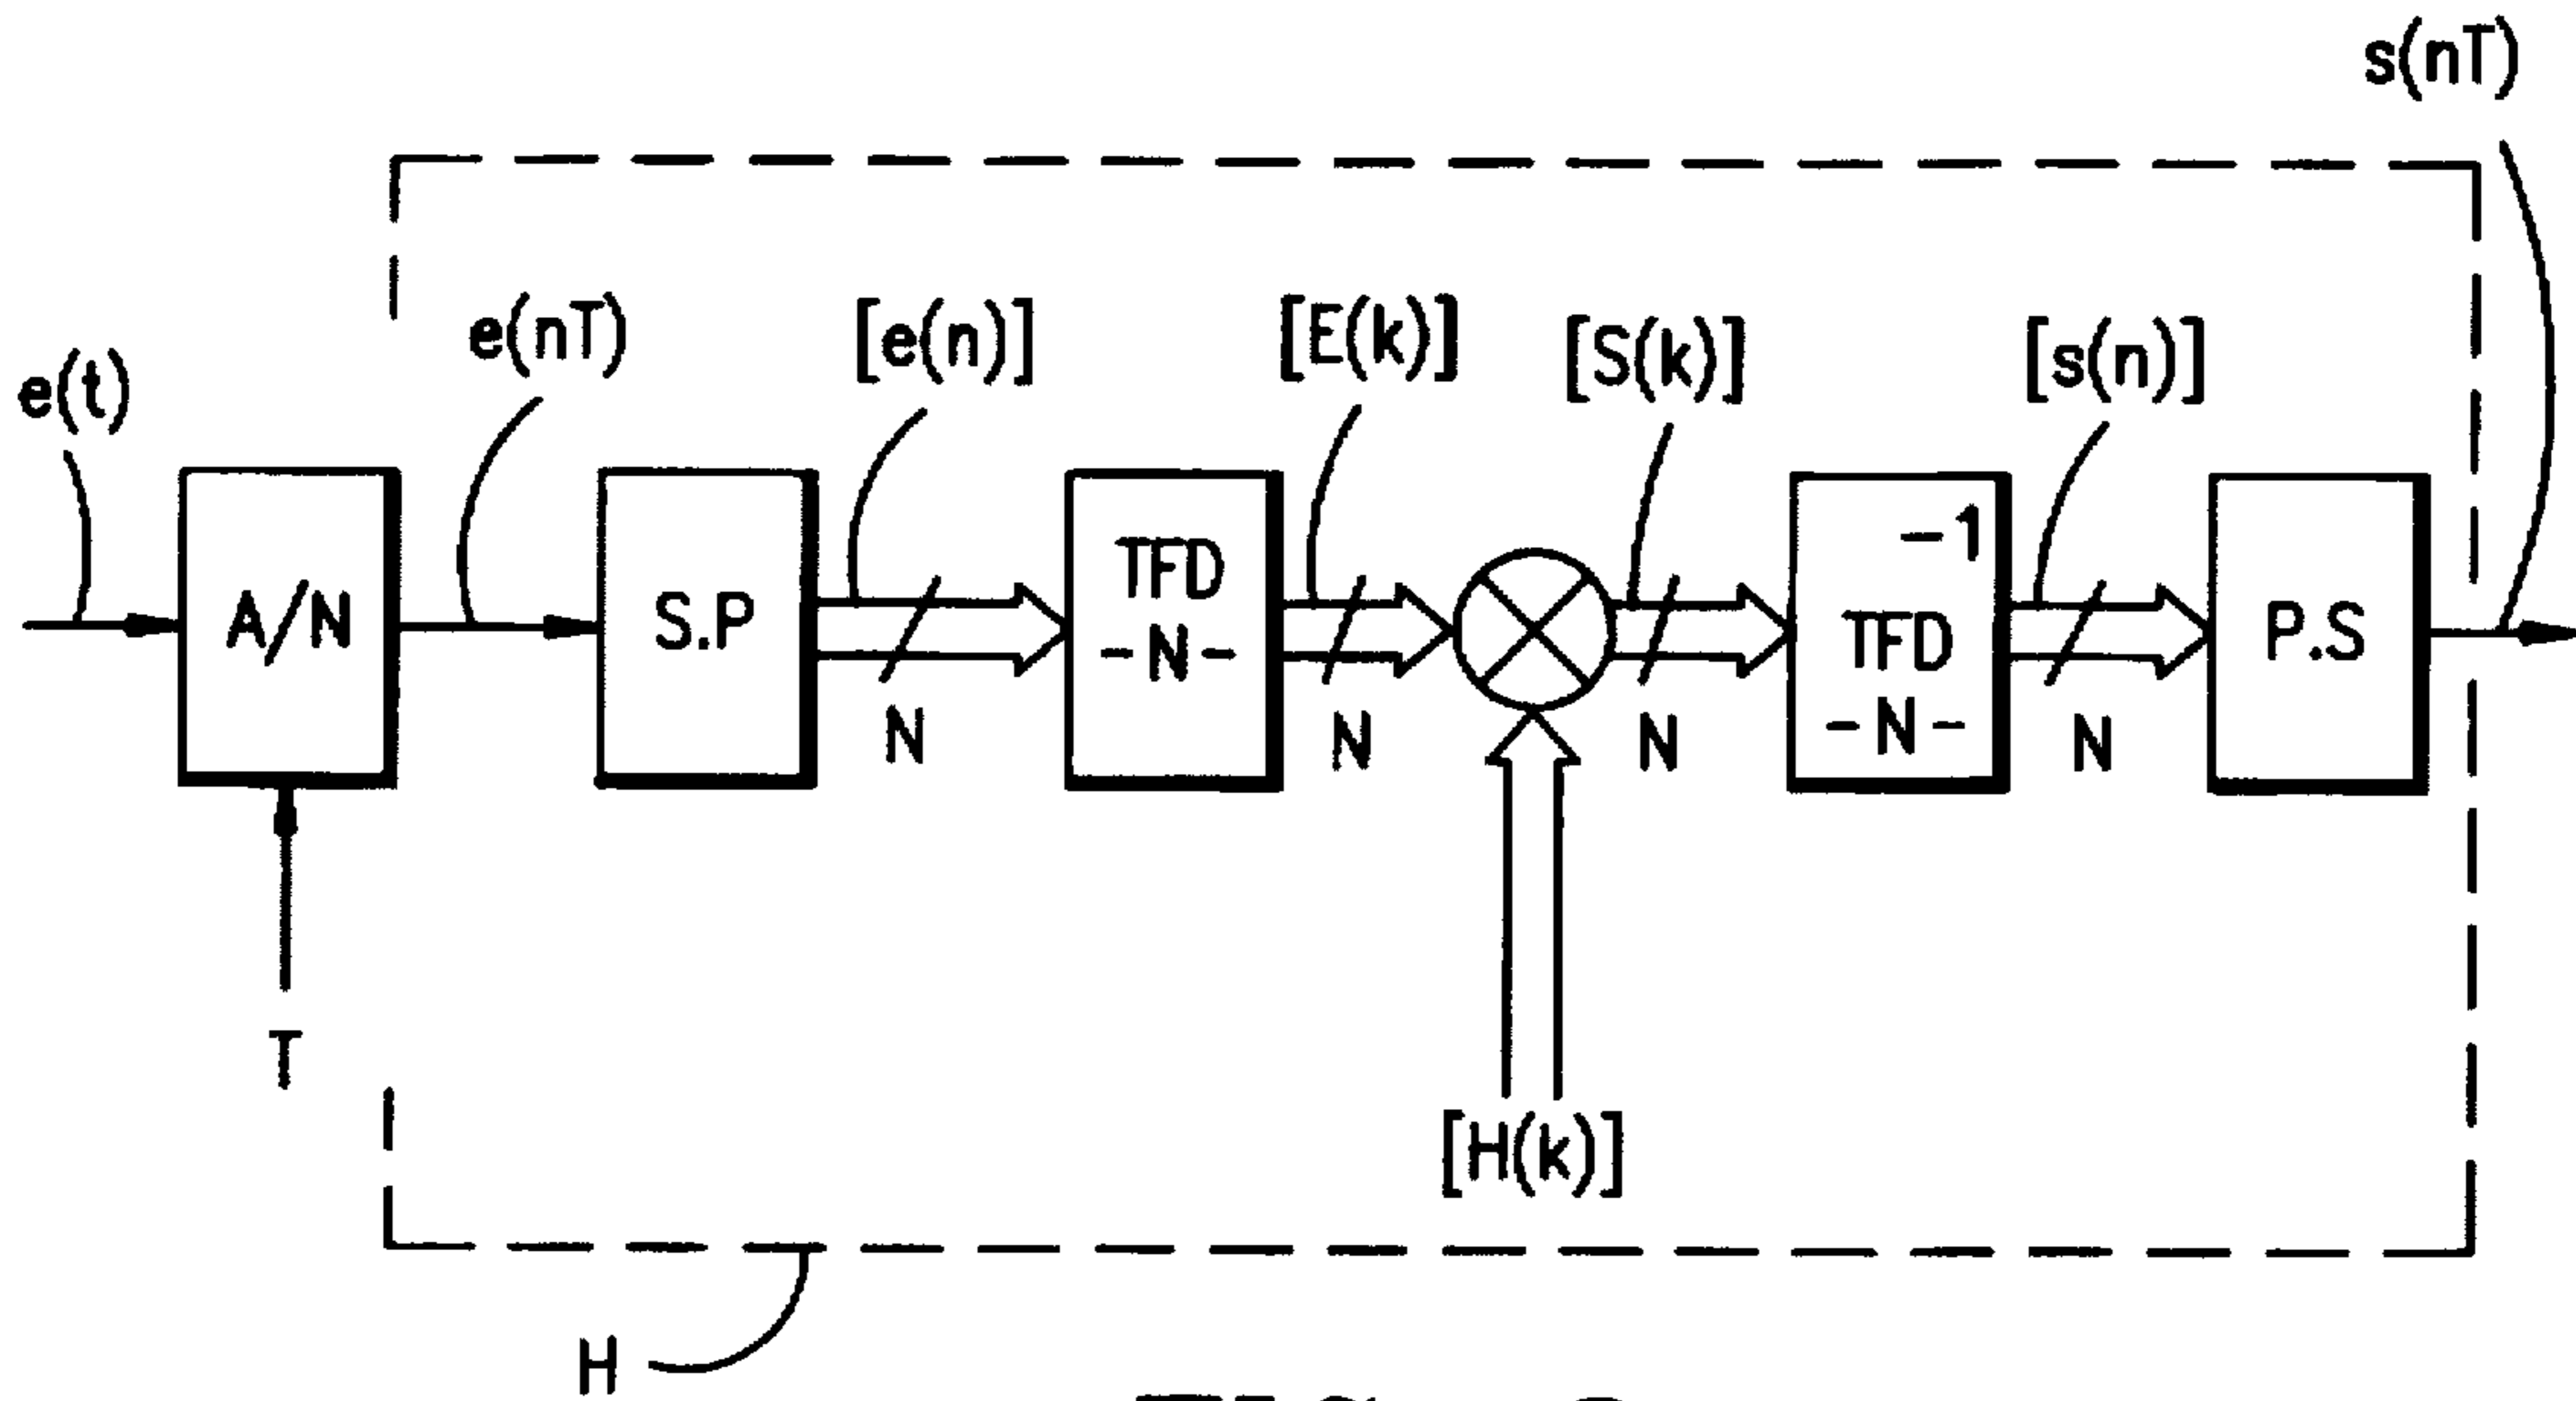 s(nT)
e(t)
e(nT)
[e(n)]
[E(k)]
[S(k)]
[s(n)]
A/N
S.P
TFD
-N-
-1
TFD
-N-
P.S
N
N
N
N
T
[H(k)]
H